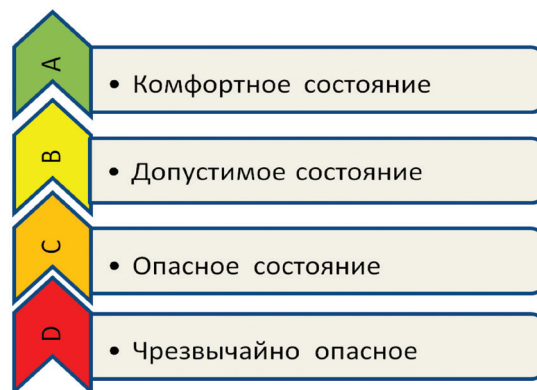 A
• Комфортное состояние
B
• Допустимое состояние
C
• Опасное состояние
D
• Чрезвычайно опасное